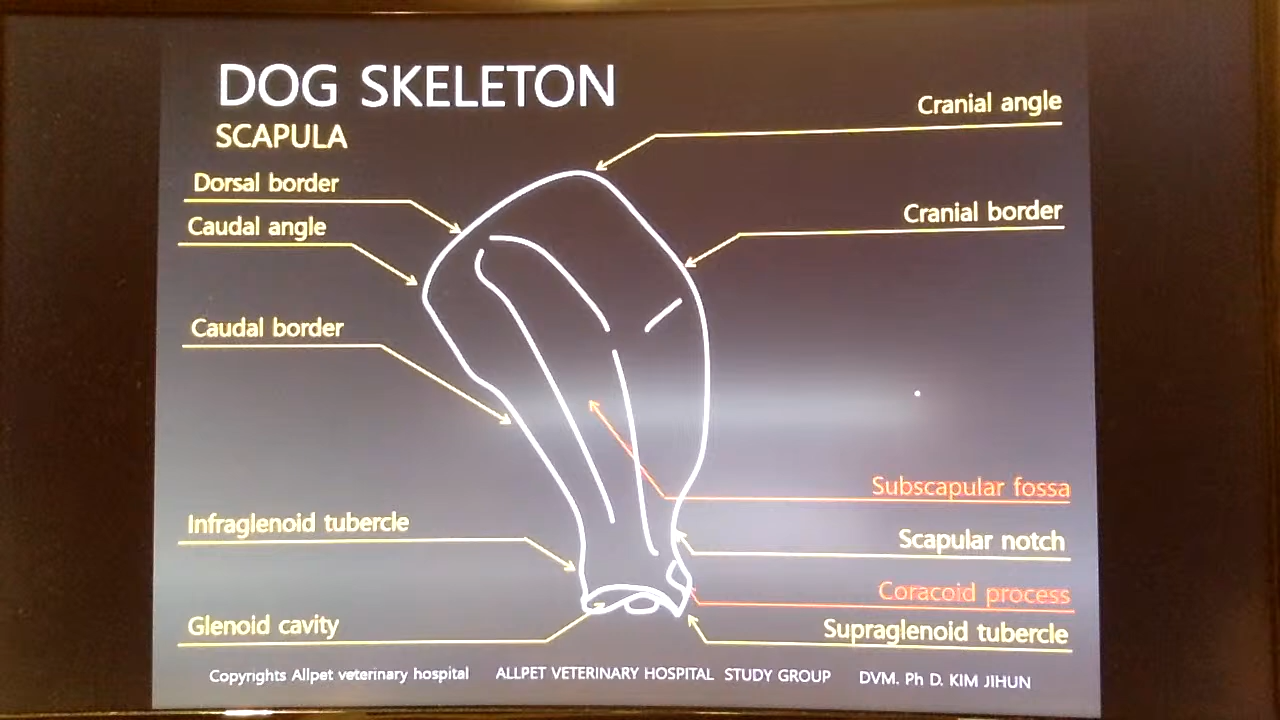 DOG SKELETON
SCAPULA
Cranial angle
Dorsal border
Caudal angle
Cranial border
Caudal border
Subscapular fossa
Infraglenoid tubercle
Scapular notch
Coracoid process
Glenoid cavity
Supraglenoid tubercle
Copyrights Allpet veterinary hospital ALLPET VETERINARY HOSPITAL STUDY GROUP DVM. Ph D. KIM JIHUN